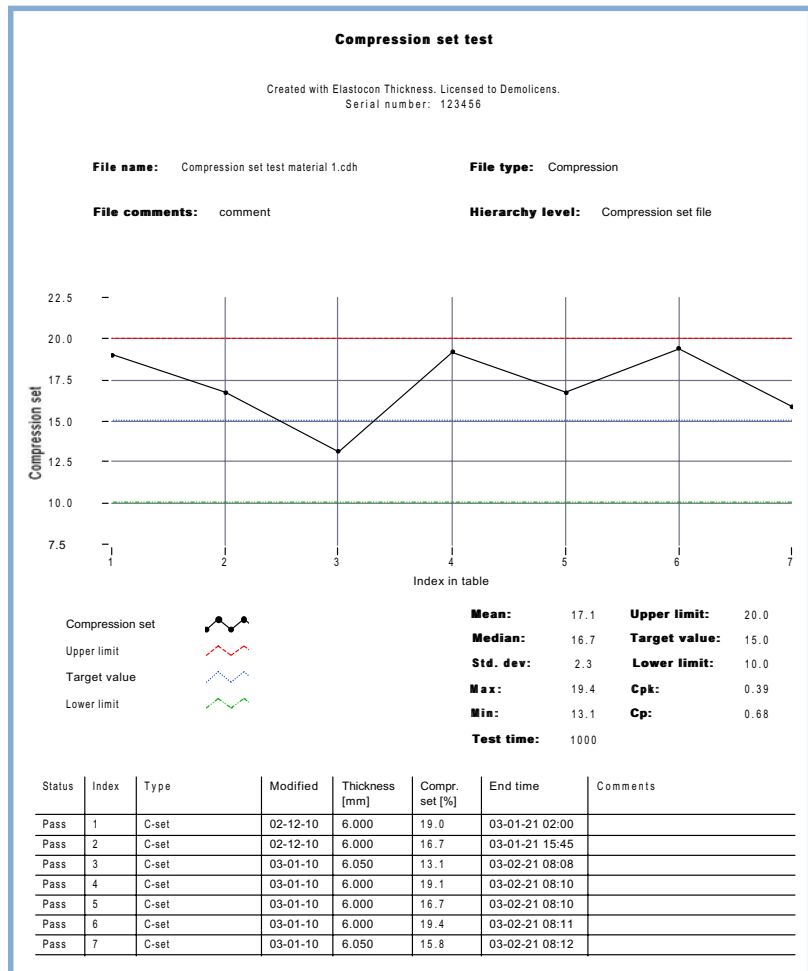 Compression set test
Created with Elastocon Thickness. Licensed to Demolicens.
Serial number: 123456
File name: Compression set test material 1.cdh File type: Compression
File comments: comment Hierarchy level: Compression set file
22.5
20.0
17.5
15.0
12.5
10.0
7.5
Compression set
1 2 3 4 5 6 7
Index in table
Compression set
Upper limit
Target value
Lower limit
Mean: 17.1 Upper limit: 20.0
Median: 16.7 Target value: 15.0
Std. dev: 2.3 Lower limit: 10.0
Max: 19.4 Cpk: 0.39
Min: 13.1 Cp: 0.68
Test time: 1000
Status Index Type Modified Thickness [mm] Compr. set [%] End time Comments
Pass 1 C-set 02-12-10 6.000 19.0 03-01-21 02:00
Pass 2 C-set 02-12-10 6.000 16.7 03-01-21 15:45
Pass 3 C-set 03-01-10 6.050 13.1 03-02-21 08:08
Pass 4 C-set 03-01-10 6.000 19.1 03-02-21 08:10
Pass 5 C-set 03-01-10 6.000 16.7 03-02-21 08:10
Pass 6 C-set 03-01-10 6.000 19.4 03-02-21 08:11
Pass 7 C-set 03-01-10 6.050 15.8 03-02-21 08:12